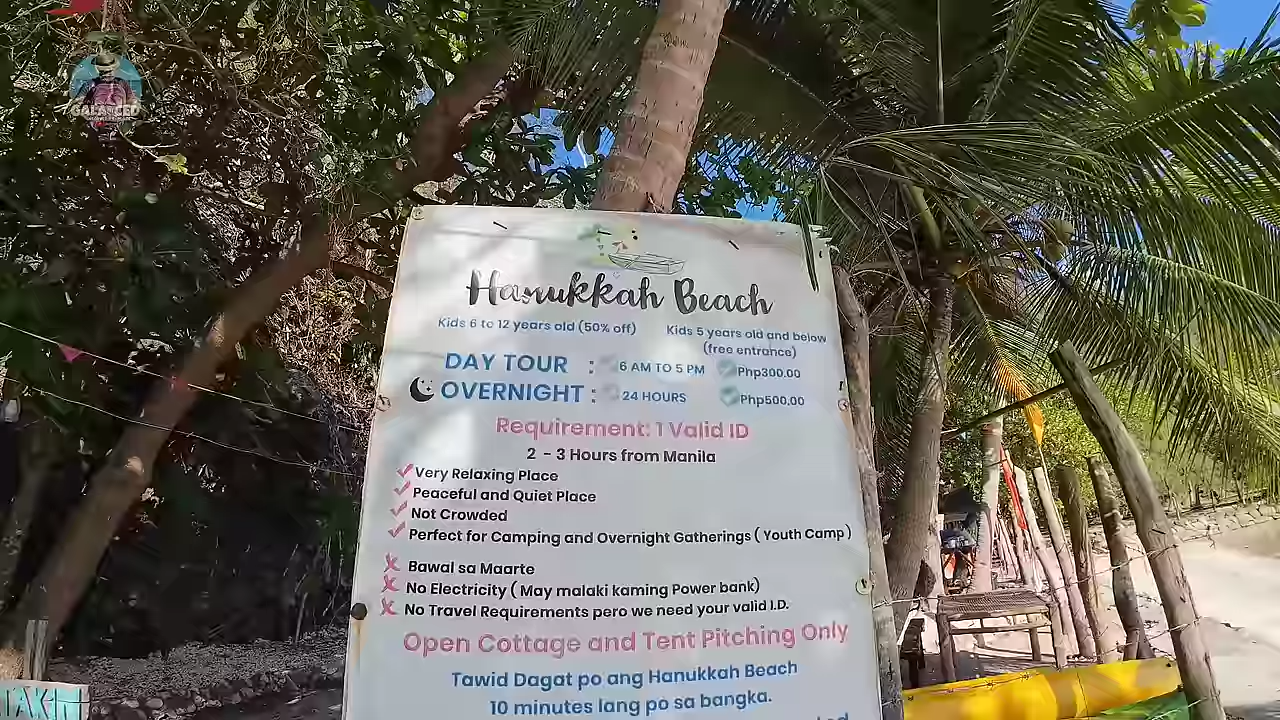 GALA NI CEO
Hanukkah Beach
Kids 6 to 12 years old (50% off)
Kids 5 years old and below
(free entrance)
DAY TOUR : 6 AM TO 5 PM Php300.00
OVERNIGHT : 24 HOURS Php500.00
Requirement: 1 Valid ID
2 - 3 Hours from Manila
Very Relaxing Place
Peaceful and Quiet Place
Not Crowded
Perfect for Camping and Overnight Gatherings ( Youth Camp )
Bawal sa Maarte
No Electricity ( May malaki kaming Power bank)
No Travel Requirements pero we need your valid I.D.
Open Cottage and Tent Pitching Only
Tawid Dagat po ang Hanukkah Beach
10 minutes lang po sa bangka.